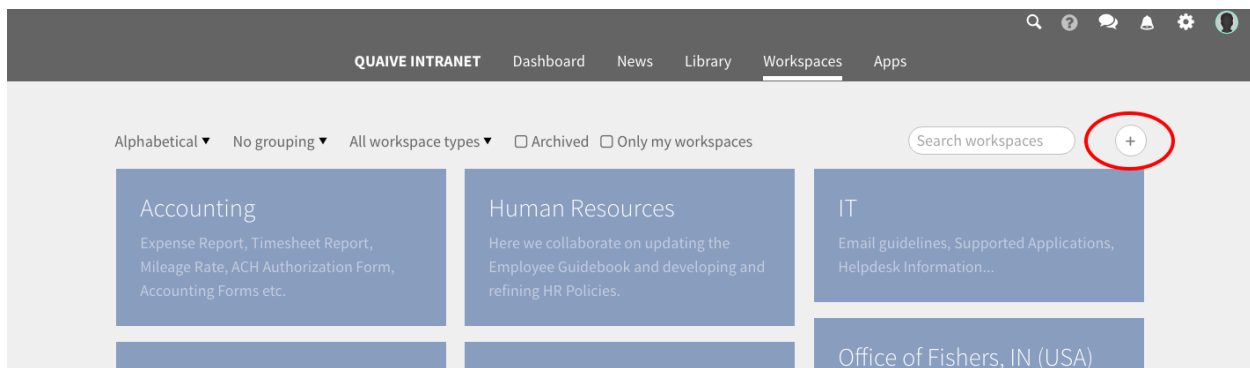 QUAIVE INTRANET Dashboard News Library Workspaces Apps
Alphabetical No grouping All workspace types Archived Only my workspaces Search workspaces +
Accounting
Expense Report, Timesheet Report,
Mileage Rate, ACH Authorization Form,
Accounting Forms etc.
Human Resources
Here we collaborate on updating the
Employee Guidebook and developing and
refining HR Policies.
IT
Email guidelines, Supported Applications,
Helpdesk Information...
Office of Fishers, IN (USA)